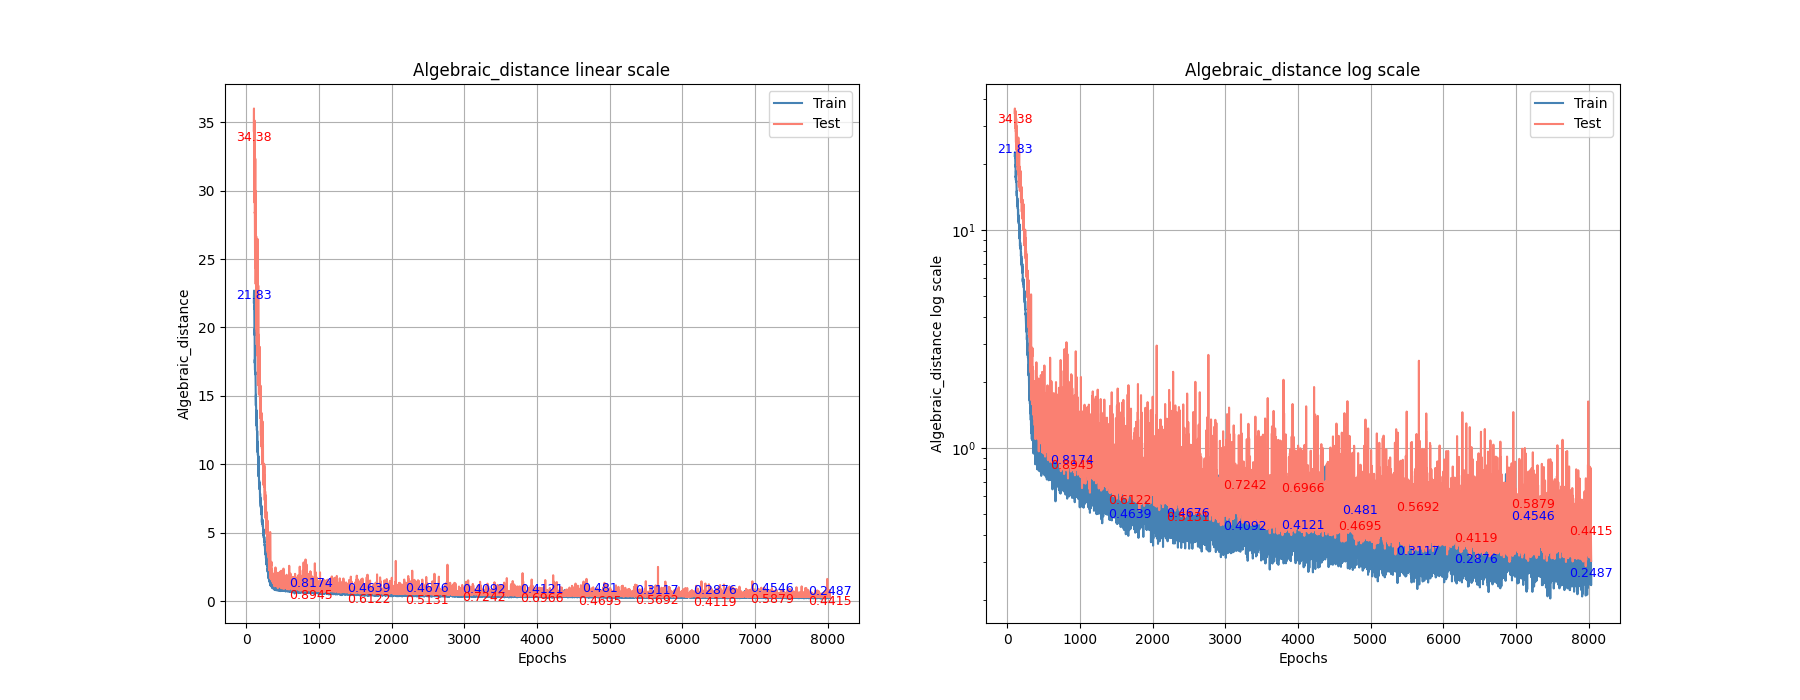 Algebraic_distance linear scale
Train
Test
Algebraic_distance
35
30
25
20
15
10
5
0
34.38
21.83
0.8174 0.4639 0.4676 0.4092 0.4121 0.481 0.3117 0.2876 0.4546 0.2487
0.8945 0.6122 0.5131 0.7242 0.6966 0.4695 0.5692 0.4119 0.5879 0.4415
0 1000 2000 3000 4000 5000 6000 7000 8000
Epochs
Algebraic_distance log scale
Train
Test
Algebraic_distance log scale
10^1
10^0
34.38
21.83
0.8174 0.4639 0.4676 0.4092 0.4121 0.481 0.3117 0.2876 0.4546 0.2487
0.8945 0.6122 0.5131 0.7242 0.6966 0.4695 0.5692 0.4119 0.5879 0.4415
0 1000 2000 3000 4000 5000 6000 7000 8000
Epochs